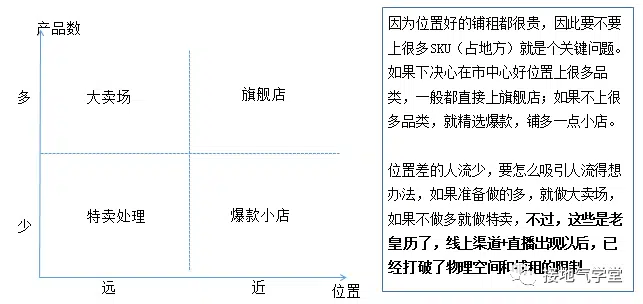 产品数
多
大卖场
旗舰店
少
特卖处理
爆款小店
远
近
位置
因为位置好的铺租都很贵，因此要不要
上很多SKU（占地方）就是个关键问题。
如果下决心在市中心好位置上很多品
类，一般都直接上旗舰店；如果不上很
多品类，就精选爆款，铺多一点小店。
位置差的人流少，要怎么吸引人流得想
办法，如果准备做的多，就做大卖场，
如果不做多就做特卖，不过，这些是老
皇历了，线上渠道+直播出现以后，已
经打破了物理空间和铺租的限制
接地气学堂